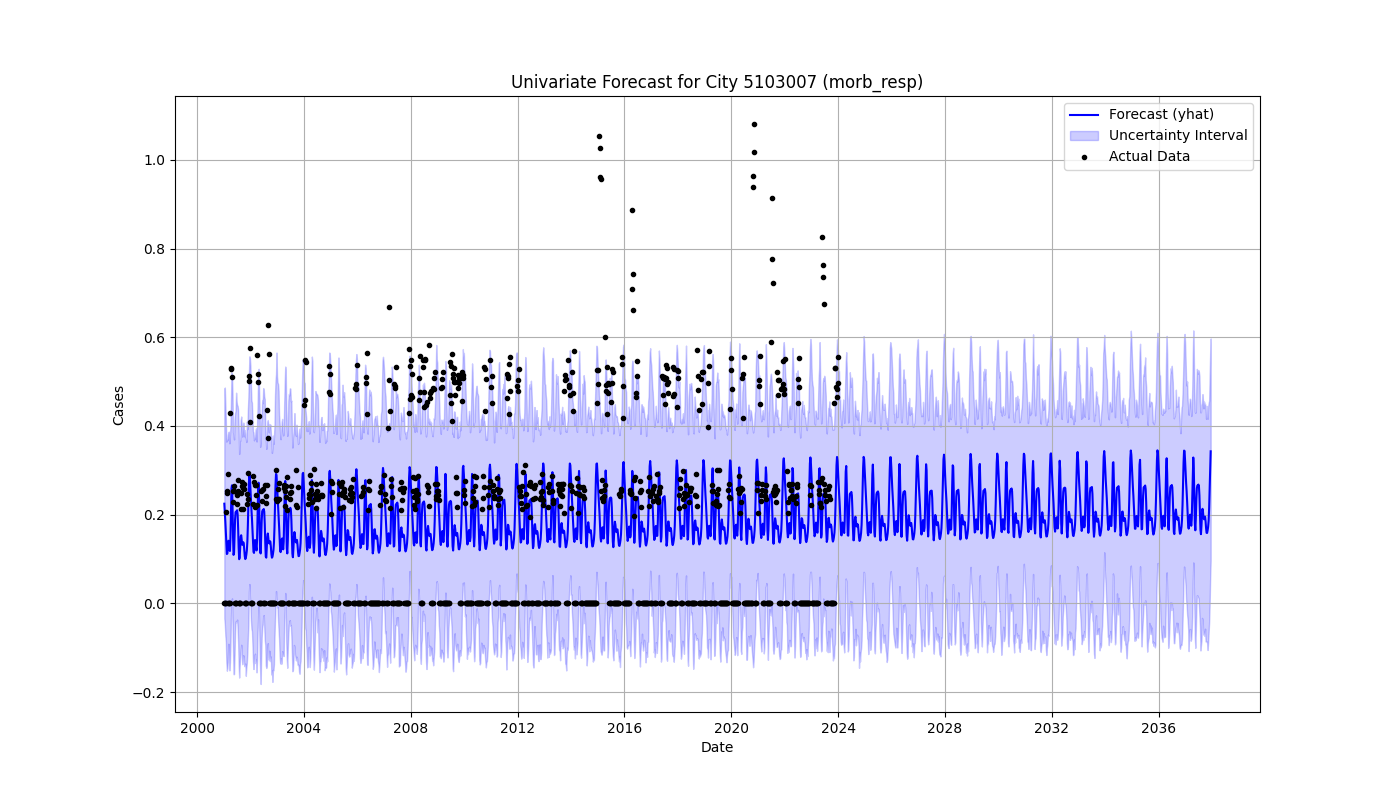 Univariate Forecast for City 5103007 (morb_resp)
Forecast (yhat)
Uncertainty Interval
Actual Data
Cases
1.0
0.8
0.6
0.4
0.2
0.0
−0.2
2000 2004 2008 2012 2016 2020 2024 2028 2032 2036
Date